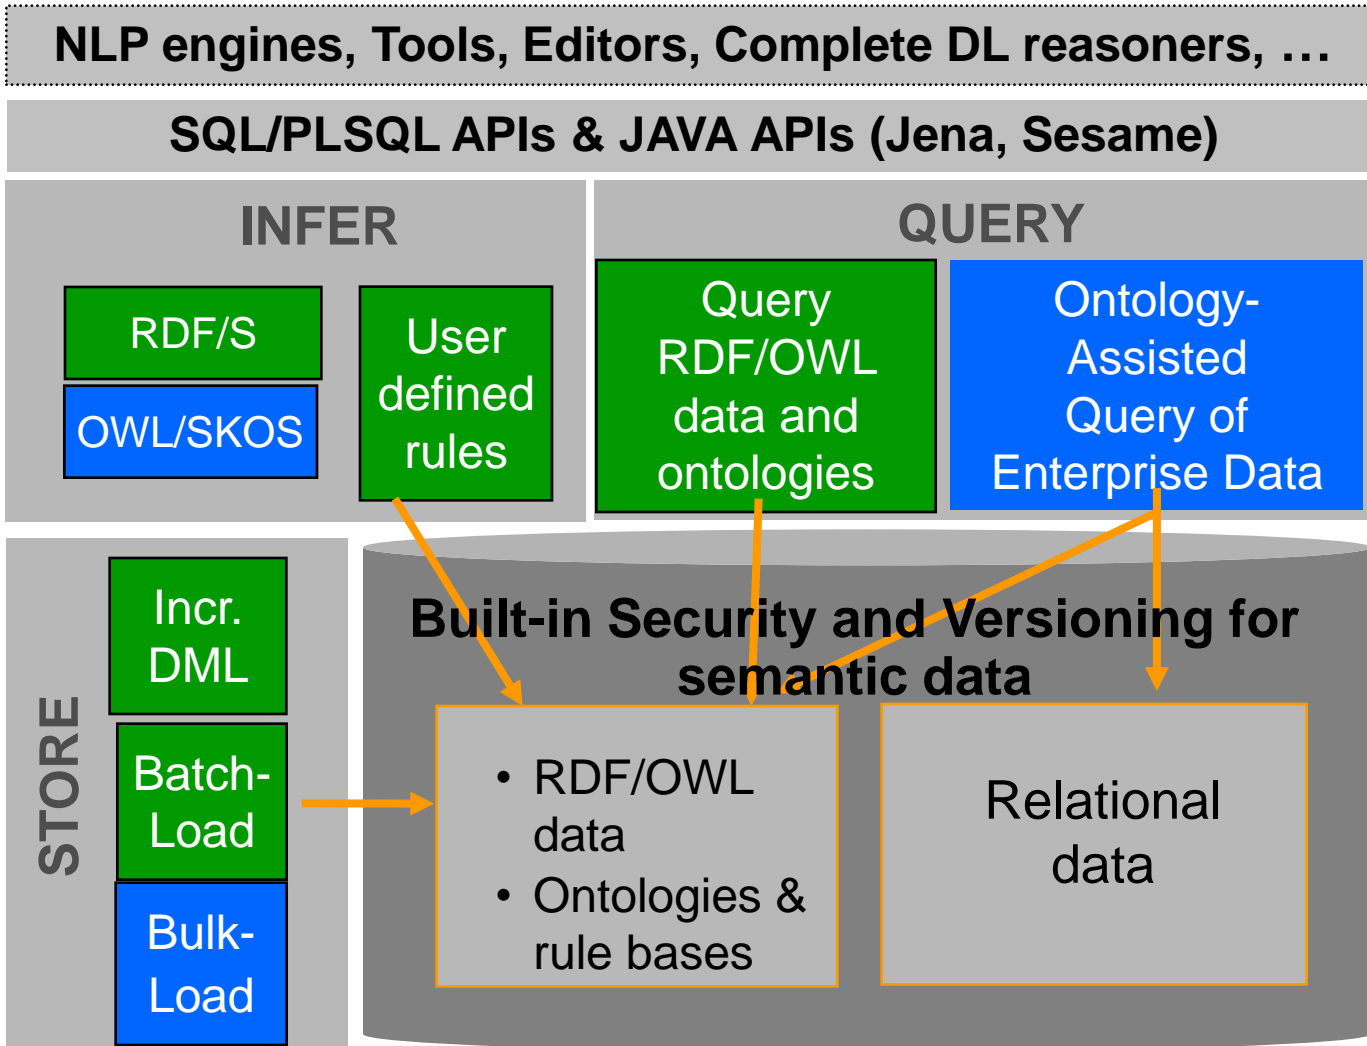 NLP engines, Tools, Editors, Complete DL reasoners, …
SQL/PLSQL APIs & JAVA APIs (Jena, Sesame)
INFER
RDF/S
OWL/SKOS
User
defined
rules
QUERY
Query
RDF/OWL
data and
ontologies
Ontology-
Assisted
Query of
Enterprise Data
STORE
Incr.
DML
Batch-
Load
Bulk-
Load
Built-in Security and Versioning for
semantic data
• RDF/OWL
data
• Ontologies &
rule bases
Relational
data